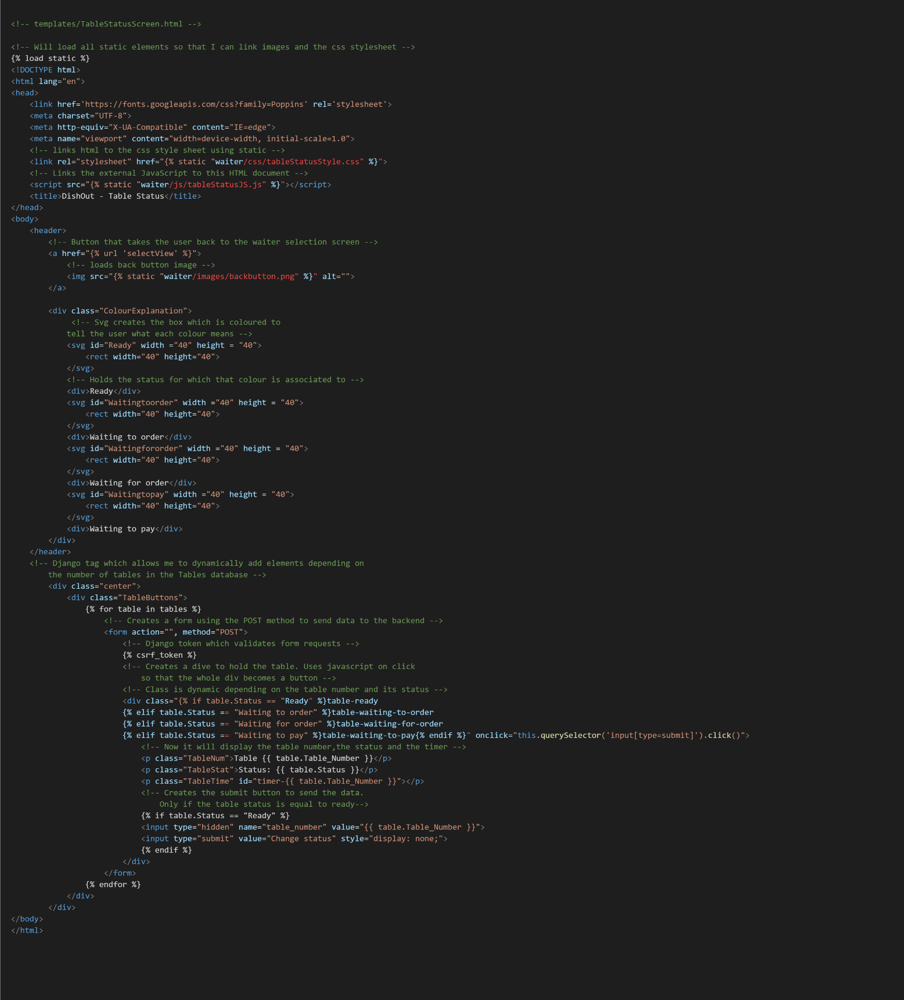 <!-- templates/TableStatusScreen.html -->
<!-- Will load all static elements so that I can link images and the css stylesheet -->
{% load static %}
<!DOCTYPE html>
<html lang="en">
<head>
    <link href='https://fonts.googleapis.com/css?family=Poppins' rel='stylesheet'>
    <meta charset="UTF-8">
    <meta http-equiv="X-UA-Compatible" content="IE=edge">
    <meta name="viewport" content="width=device-width, initial-scale=1.0">
    <!-- links html to the css style sheet using static -->
    <link rel="stylesheet" href="{% static "waiter/css/tableStatusStyle.css" %}">
    <!-- Links the external JavaScript to this HTML document -->
    <script src="{% static "waiter/js/tableStatusJS.js" %}"></script>
    <title>DishOut - Table Status</title>
</head>
<body>
    <header>
        <!-- Button that takes the user back to the waiter selection screen -->
        <a href="{% url 'selectView' %}">
            <!-- loads back button image -->
            <img src="{% static "waiter/images/backbutton.png" %}" alt="">
        </a>
        <div class="ColourExplanation">
             <!-- Svg creates the box which is coloured to
            tell the user what each colour means -->
            <svg id="Ready" width ="40" height = "40">
                <rect width="40" height="40">
            </svg>
            <!-- Holds the status for which that colour is associated to -->
            <div>Ready</div>
            <svg id="Waitingtoorder" width ="40" height = "40">
                <rect width="40" height="40">
            </svg>
            <div>Waiting to order</div>
            <svg id="Waitingfororder" width ="40" height = "40">
                <rect width="40" height="40">
            </svg>
            <div>Waiting for order</div>
            <svg id="Waitingtopay" width ="40" height = "40">
                <rect width="40" height="40">
            </svg>
            <div>Waiting to pay</div>
        </div>
    </header>
    <!-- Django tag which allows me to dynamically add elements depending on
        the number of tables in the Tables database -->
        <div class="center">
            <div class="TableButtons">
                {% for table in tables %}
                    <!-- Creates a form using the POST method to send data to the backend -->
                    <form action="", method="POST">
                        <!-- Django token which validates form requests -->
                        {% csrf_token %}
                        <!-- Creates a dive to hold the table. Uses javascript on click
                            so that the whole div becomes a button -->
                        <!-- Class is dynamic depending on the table number and its status -->
                        <div class="{% if table.Status == "Ready" %}table-ready
                        {% elif table.Status == "Waiting to order" %}table-waiting-to-order
                        {% elif table.Status == "Waiting for order" %}table-waiting-for-order
                        {% elif table.Status == "Waiting to pay" %}table-waiting-to-pay{% endif %}" onclick="this.querySelector('input[type=submit]').click()">
                            <!-- Now it will display the table number,the status and the timer -->
                            <p class="TableNum">Table {{ table.Table_Number }}</p>
                            <p class="TableStat">Status: {{ table.Status }}</p>
                            <p class="TableTime" id="timer-{{ table.Table_Number }}"></p>
                            <!-- Creates the submit button to send the data.
                                Only if the table status is equal to ready-->
                            {% if table.Status == "Ready" %}
                            <input type="hidden" name="table_number" value="{{ table.Table_Number }}">
                            <input type="submit" value="Change status" style="display: none;">
                            {% endif %}
                        </div>
                    </form>
                {% endfor %}
            </div>
        </div>
</body>
</html>